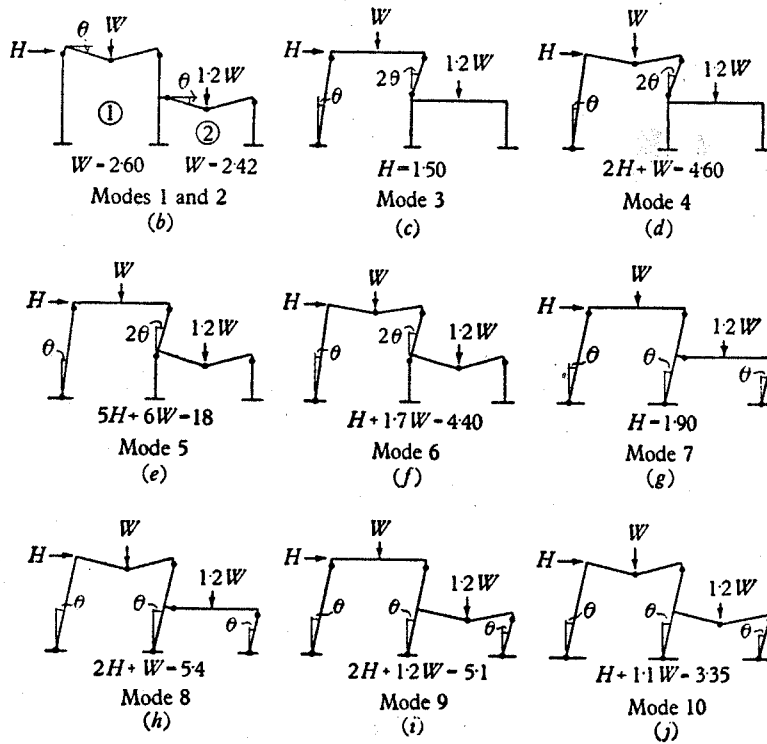 θ W
H
θ 1·2W
① ②
W = 2·60 W = 2·42
Modes 1 and 2
(b)
W
H
2θ 1·2W
θ
H = 1·50
Mode 3
(c)
W
H
2θ 1·2W
θ
2H + W = 4·60
Mode 4
(d)
W
H
2θ 1·2W
θ
5H + 6W = 18
Mode 5
(e)
W
H
2θ 1·2W
θ
H + 1·7W = 4·40
Mode 6
(f)
W
H
1·2W
θ θ θ
H = 1·90
Mode 7
(g)
W
H
1·2W
θ θ θ
2H + W = 5·4
Mode 8
(h)
W
H
1·2W
θ θ θ
2H + 1·2W = 5·1
Mode 9
(i)
W
H
1·2W
θ θ θ
H + 1·1W = 3·35
Mode 10
(j)